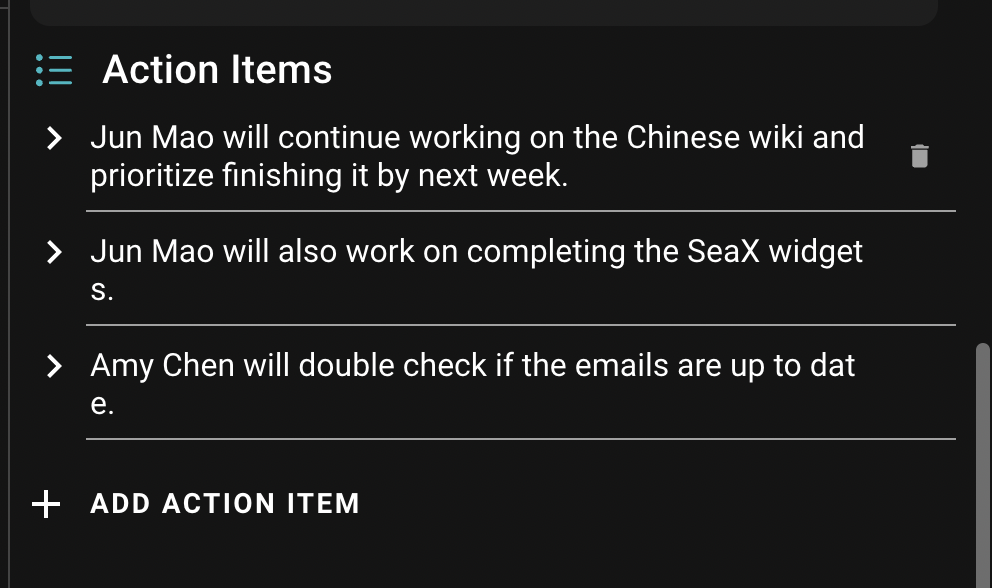 Action Items
Jun Mao will continue working on the Chinese wiki and
prioritize finishing it by next week.
Jun Mao will also work on completing the SeaX widget
s.
Amy Chen will double check if the emails are up to dat
e.
ADD ACTION ITEM